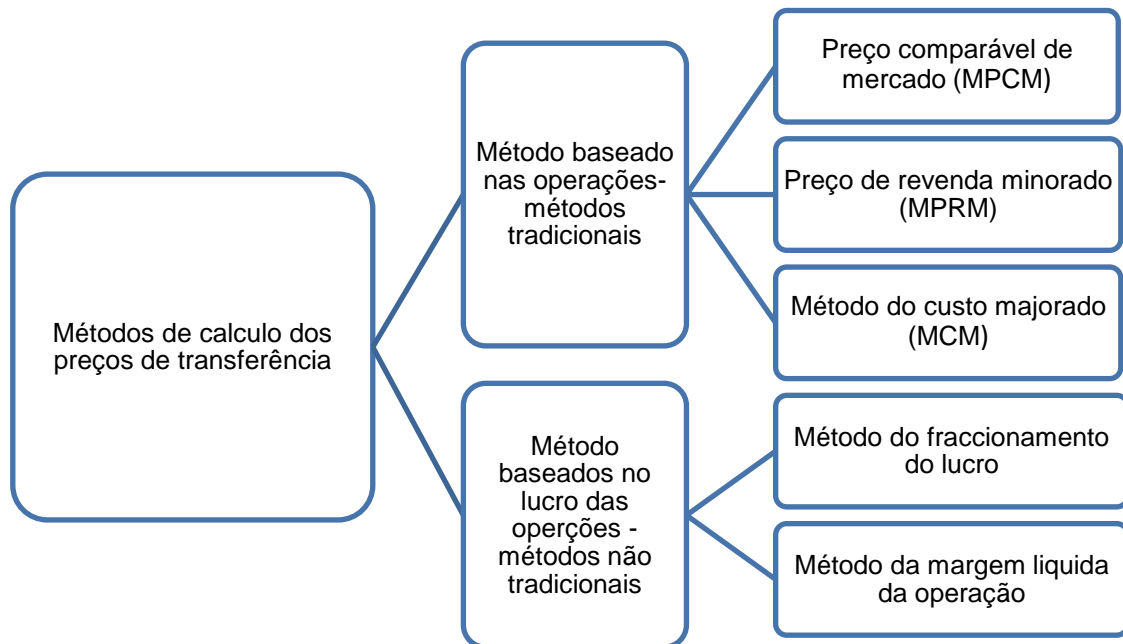 Métodos de calculo dos
preços de transferência
Método baseado
nas operações-
métodos
tradicionais
Preço comparável de
mercado (MPCM)
Preço de revenda minorado
(MPRM)
Método do custo majorado
(MCM)
Método
baseados no
lucro das
operções -
métodos não
tradicionais
Método do fraccionamento
do lucro
Método da margem liquida
da operação